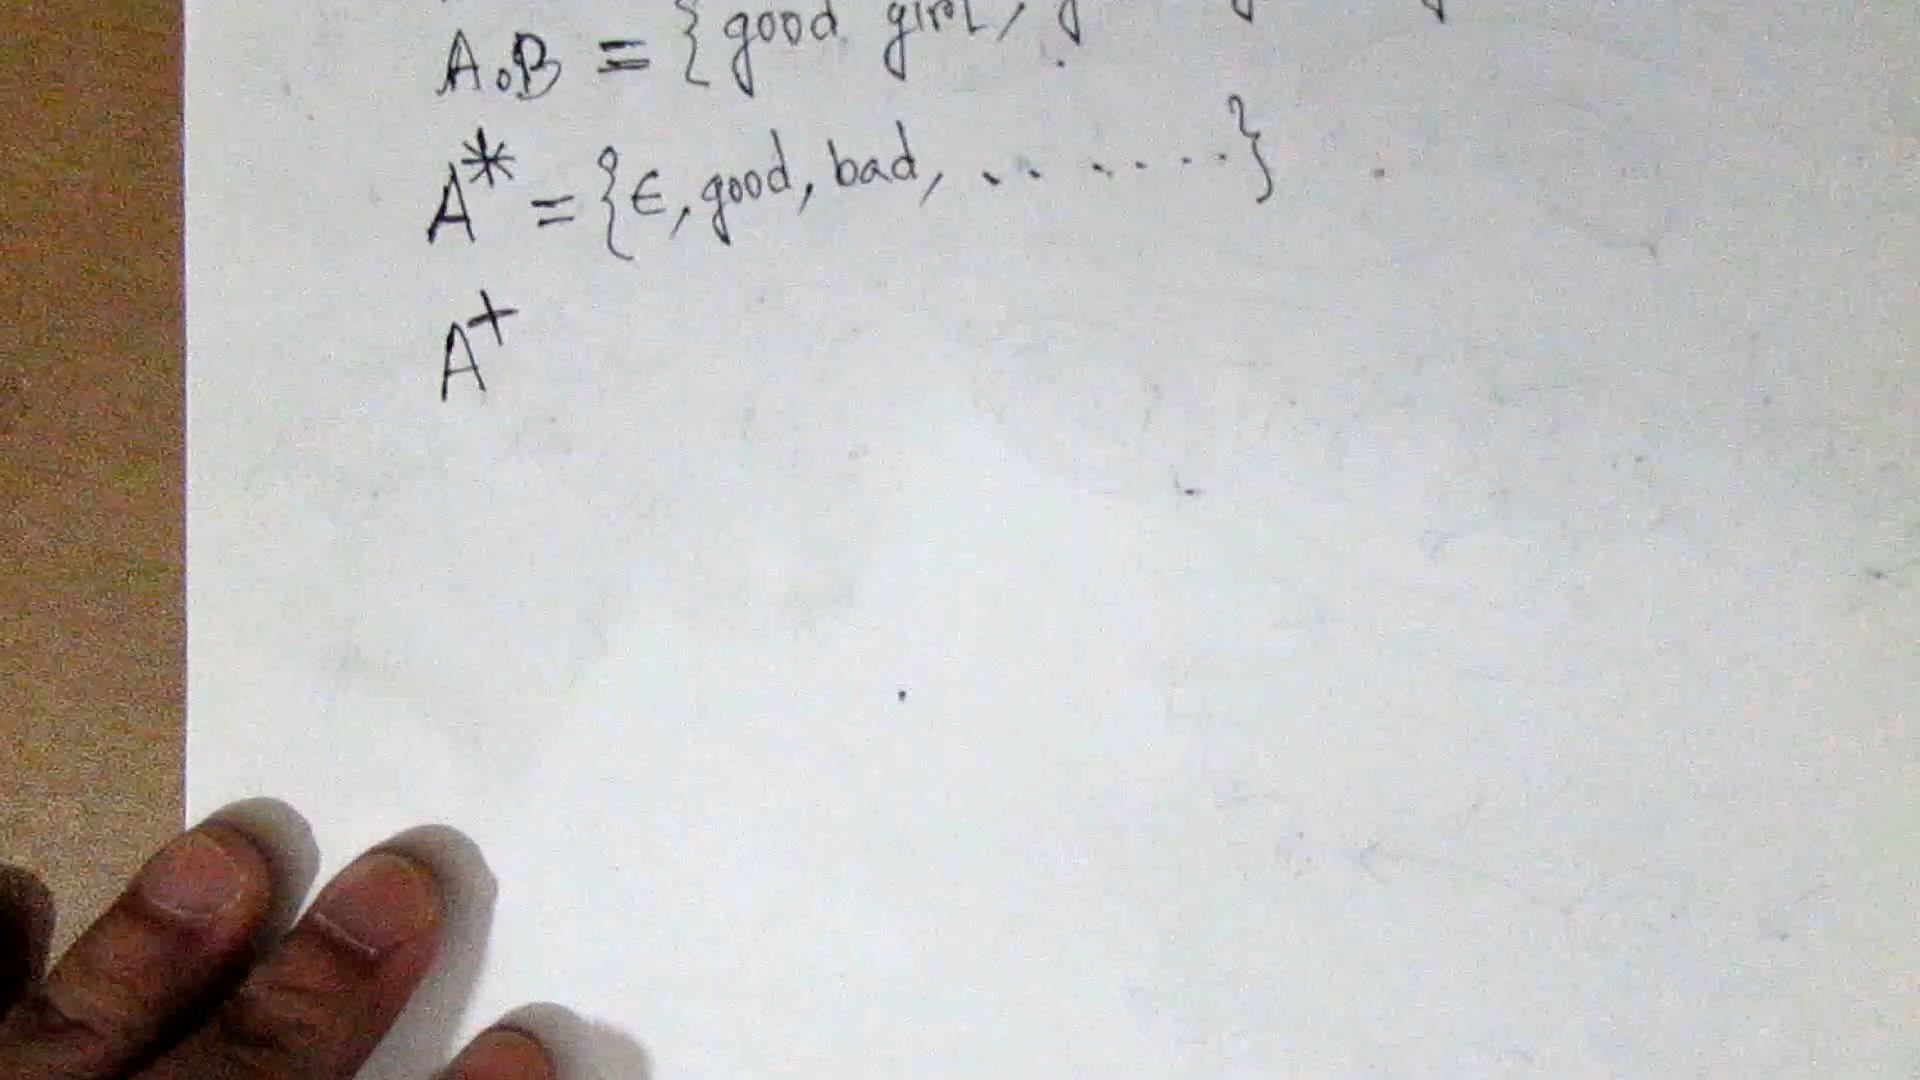 A∘B = {good girl,
A* = {ε, good, bad, .......}
A⁺